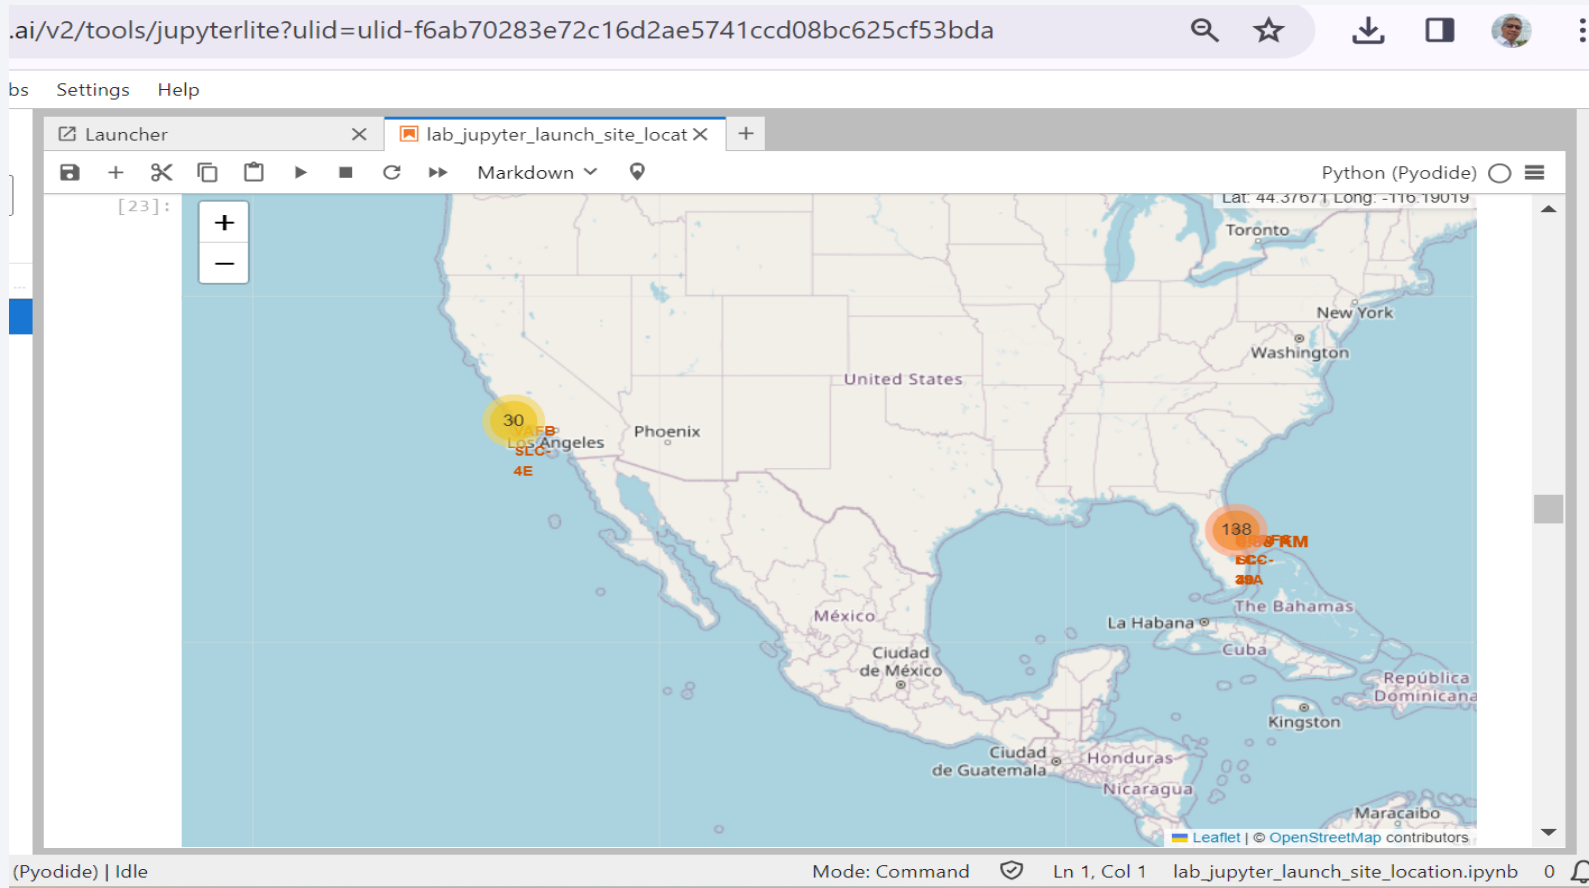 .ai/v2/tools/jupyterlite?ulid=ulid-f6ab70283e72c16d2ae5741ccd08bc625cf53bda
bs Settings Help
Launcher
lab_jupyter_launch_site_locat
Markdown
Python (Pyodide)
[23]:
+
−
Lat: 44.37671 Long: -116.19019
Toronto
New York
Washington
United States
30
VAFB
Los Angeles
SLC-
4E
Phoenix
138
KM
The Bahamas
La Habana
México
Cuba
Ciudad
de México
República
Dominicana
Kingston
Ciudad
de Guatemala
Honduras
Nicaragua
Maracaibo
Leaflet | © OpenStreetMap contributors
(Pyodide) | Idle
Mode: Command
Ln 1, Col 1
lab_jupyter_launch_site_location.ipynb
0